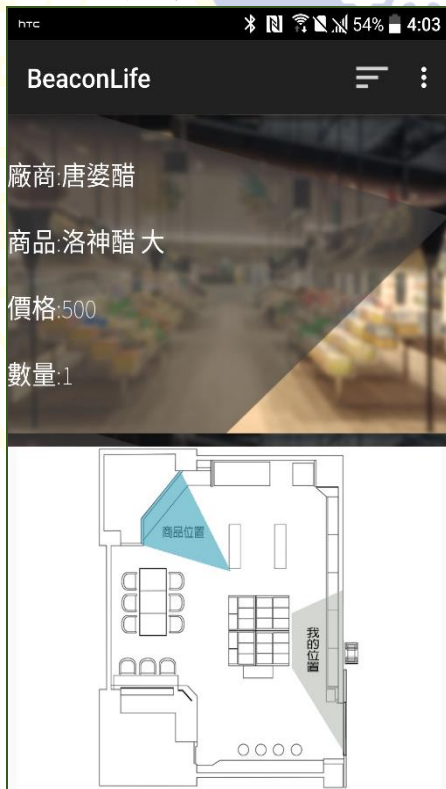 hTC
54% 4:03
BeaconLife
廠商:唐婆醋
商品:洛神醋 大
價格:500
數量:1
商品位置
我的位置